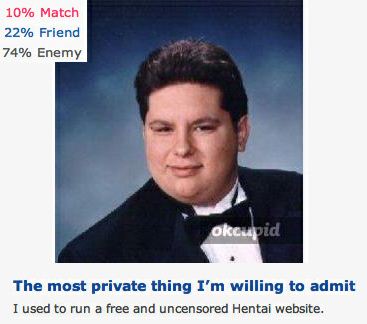 10% Match
22% Friend
74% Enemy
okcupid
The most private thing I'm willing to admit
I used to run a free and uncensored Hentai website.